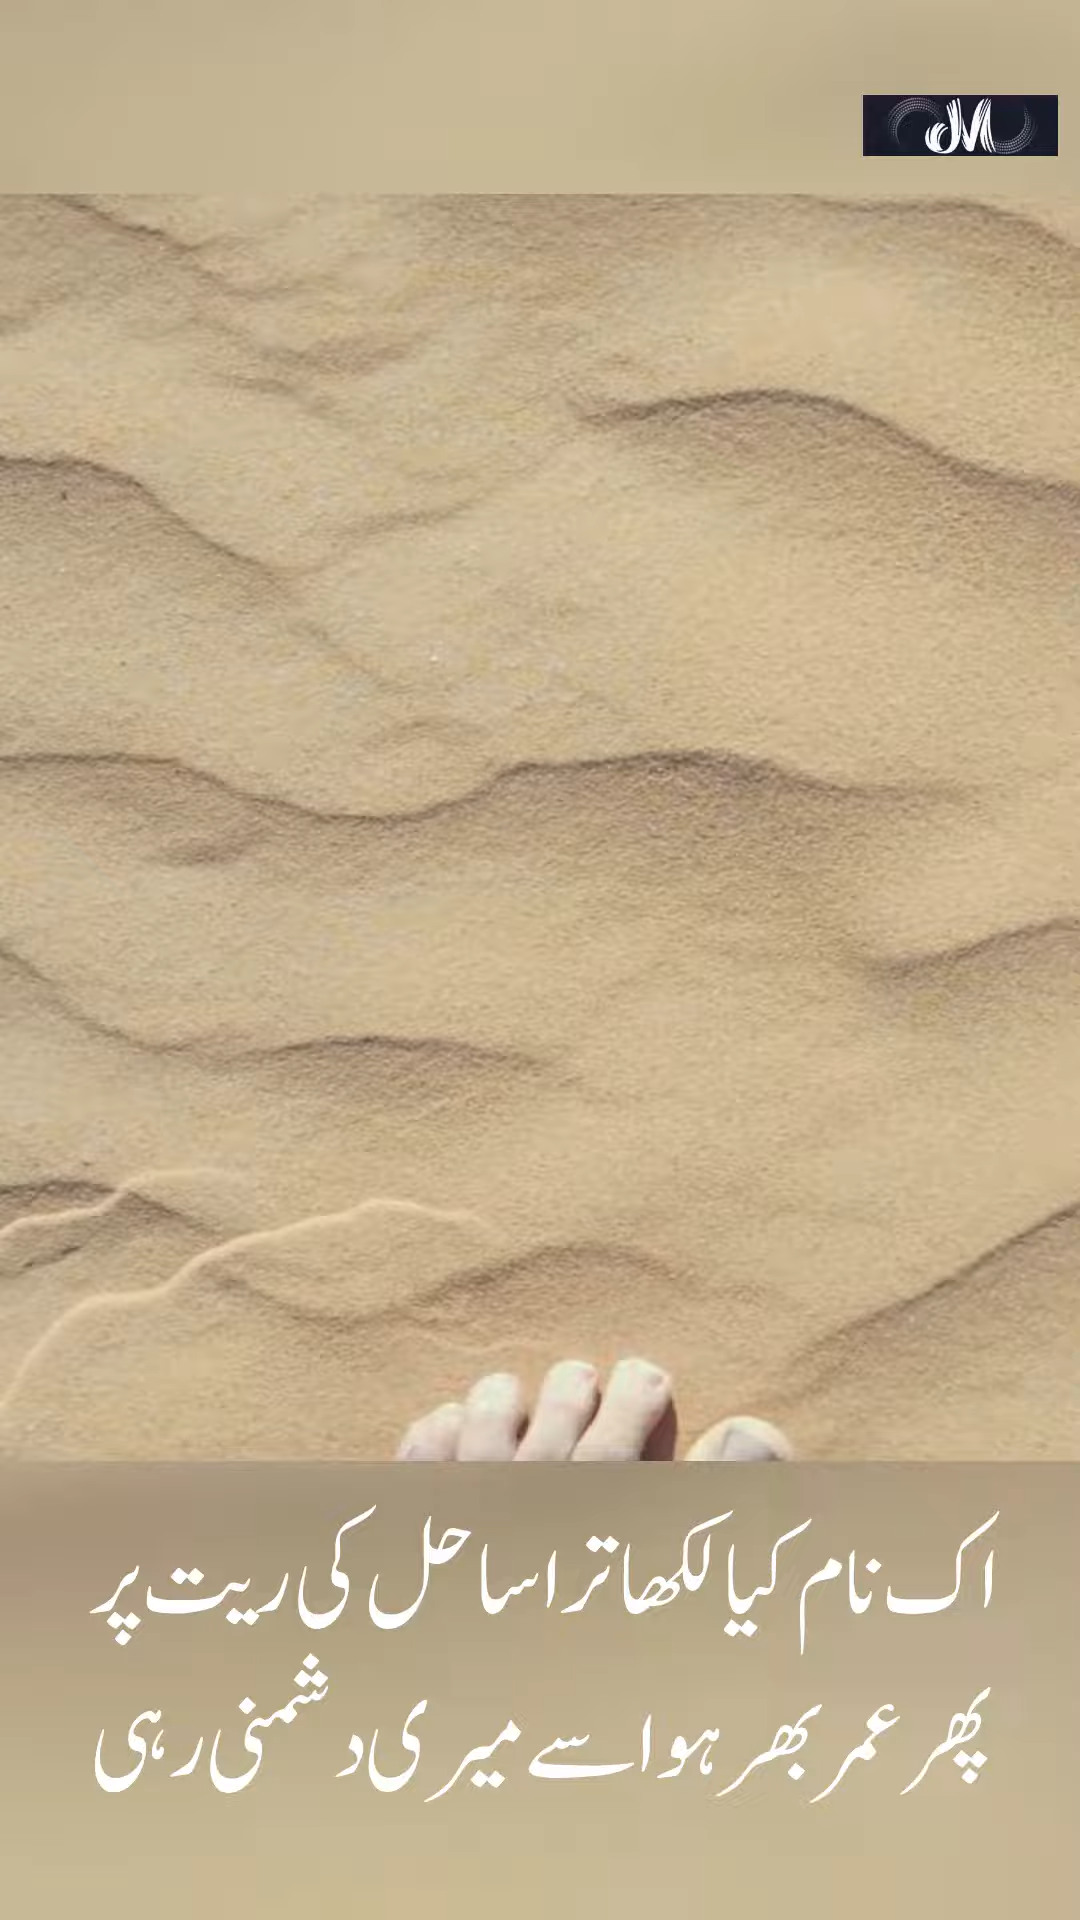 M
اک نام کیا لکھا ترا ساحل کی ریت پر
پھر عمر بھر ہوا سے میری دشمنی رہی